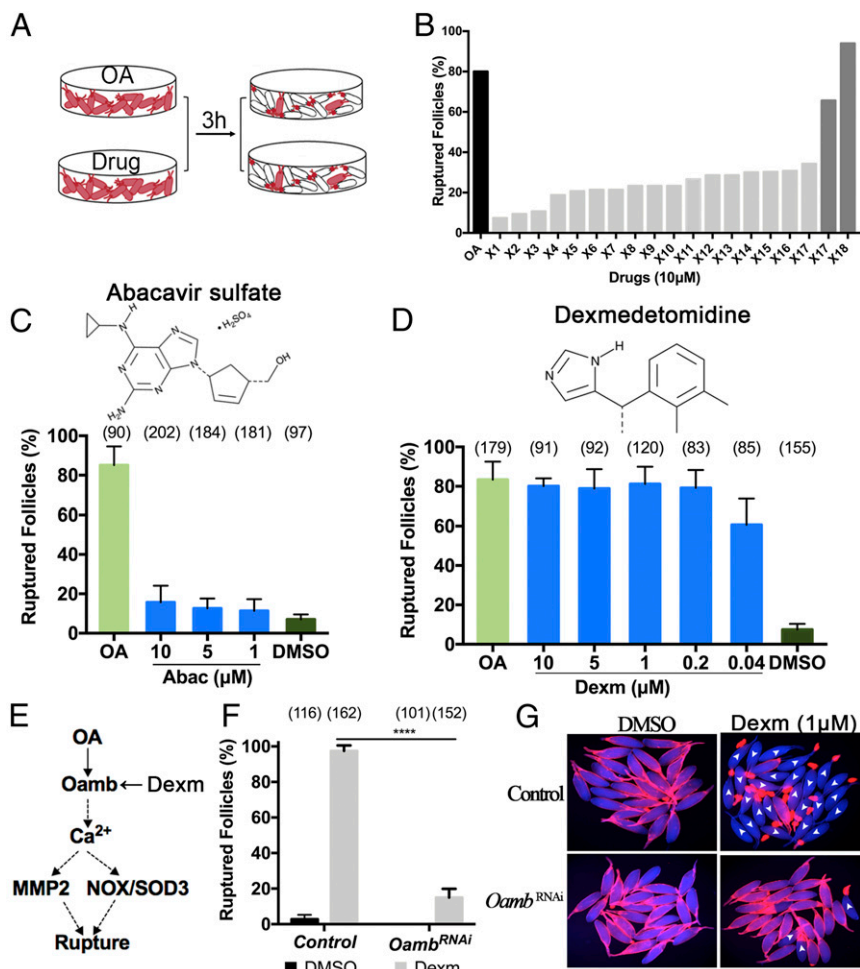 A
OA
Drug
3h
B
Ruptured Follicles (%)
100
80
60
40
20
0
OA
X1
X2
X3
X4
X5
X6
X7
X8
X9
X10
X11
X12
X13
X14
X15
X16
X17
X17
X18
Drugs (10µM)
C
Abacavir sulfate
H
N
N
N
N
N
H₂N
• H₂SO₄
OH
(90) (202) (184) (181) (97)
Ruptured Follicles (%)
100
80
60
40
20
0
OA 10 5 1 DMSO
Abac (µM)
D
Dexmedetomidine
N
N
H
(179) (91) (92) (120) (83) (85) (155)
Ruptured Follicles (%)
100
80
60
40
20
0
OA 10 5 1 0.2 0.04 DMSO
Dexm (µM)
E
OA
Oamb ← Dexm
Ca²⁺
MMP2 NOX/SOD3
Rupture
F
(116) (162) (101) (152)
****
Ruptured Follicles (%)
100
80
60
40
20
0
Control Oambᴿᴺᴬⁱ
DMSO Dexm
G
DMSO Dexm (1µM)
Control
Oamb ᴿᴺᴬⁱ